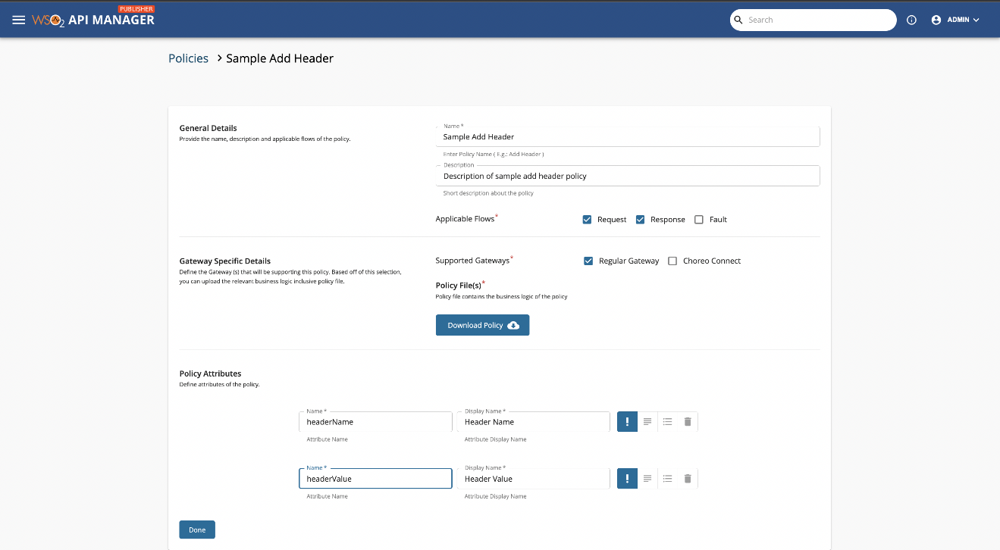 PUBLISHER
WSO2 API MANAGER
Search
ADMIN
Policies > Sample Add Header
General Details
Provide the name, description and applicable flows of the policy.
Name *
Sample Add Header
Enter Policy Name ( E.g.: Add Header )
Description
Description of sample add header policy
Short description about the policy
Applicable Flows* Request Response Fault
Gateway Specific Details
Define the Gateway (s) that will be supporting this policy. Based off of this selection,
you can upload the relevant business logic inclusive policy file.
Supported Gateways* Regular Gateway Choreo Connect
Policy File(s)*
Policy file contains the business logic of the policy
Download Policy
Policy Attributes
Define attributes of the policy.
Name * Display Name *
headerName Header Name
Attribute Name Attribute Display Name
Name * Display Name *
headerValue Header Value
Attribute Name Attribute Display Name
Done